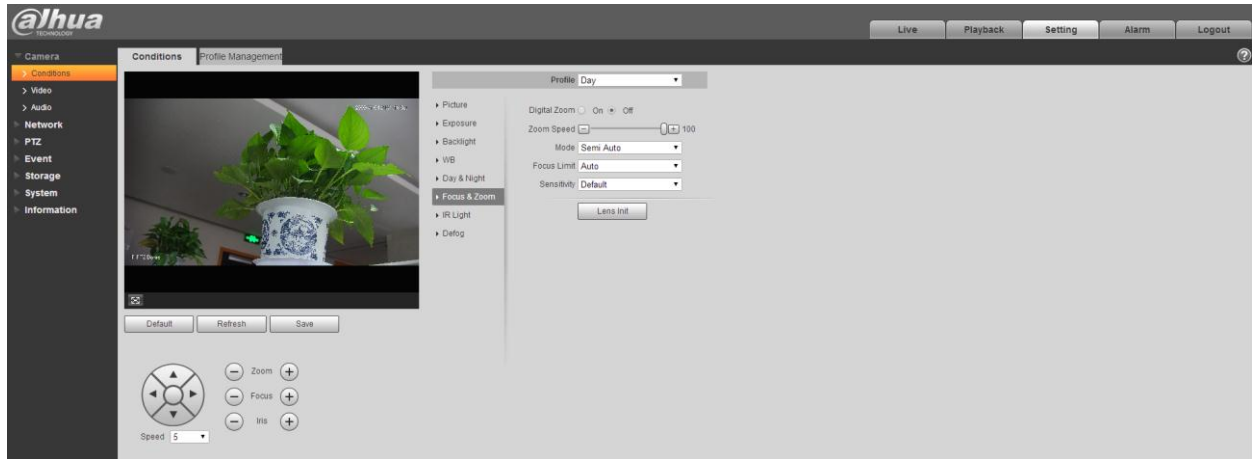 alhua
TECHNOLOGY
Live
Playback
Setting
Alarm
Logout
Camera
Conditions
Video
Audio
Network
PTZ
Event
Storage
System
Information
Conditions
Profile Management
Default
Refresh
Save
Zoom
Focus
Iris
Speed 5
Profile Day
Picture
Exposure
Backlight
WB
Day & Night
Focus & Zoom
IR Light
Defog
Digital Zoom On Off
Zoom Speed 100
Mode Semi Auto
Focus Limit Auto
Sensitivity Default
Lens Init